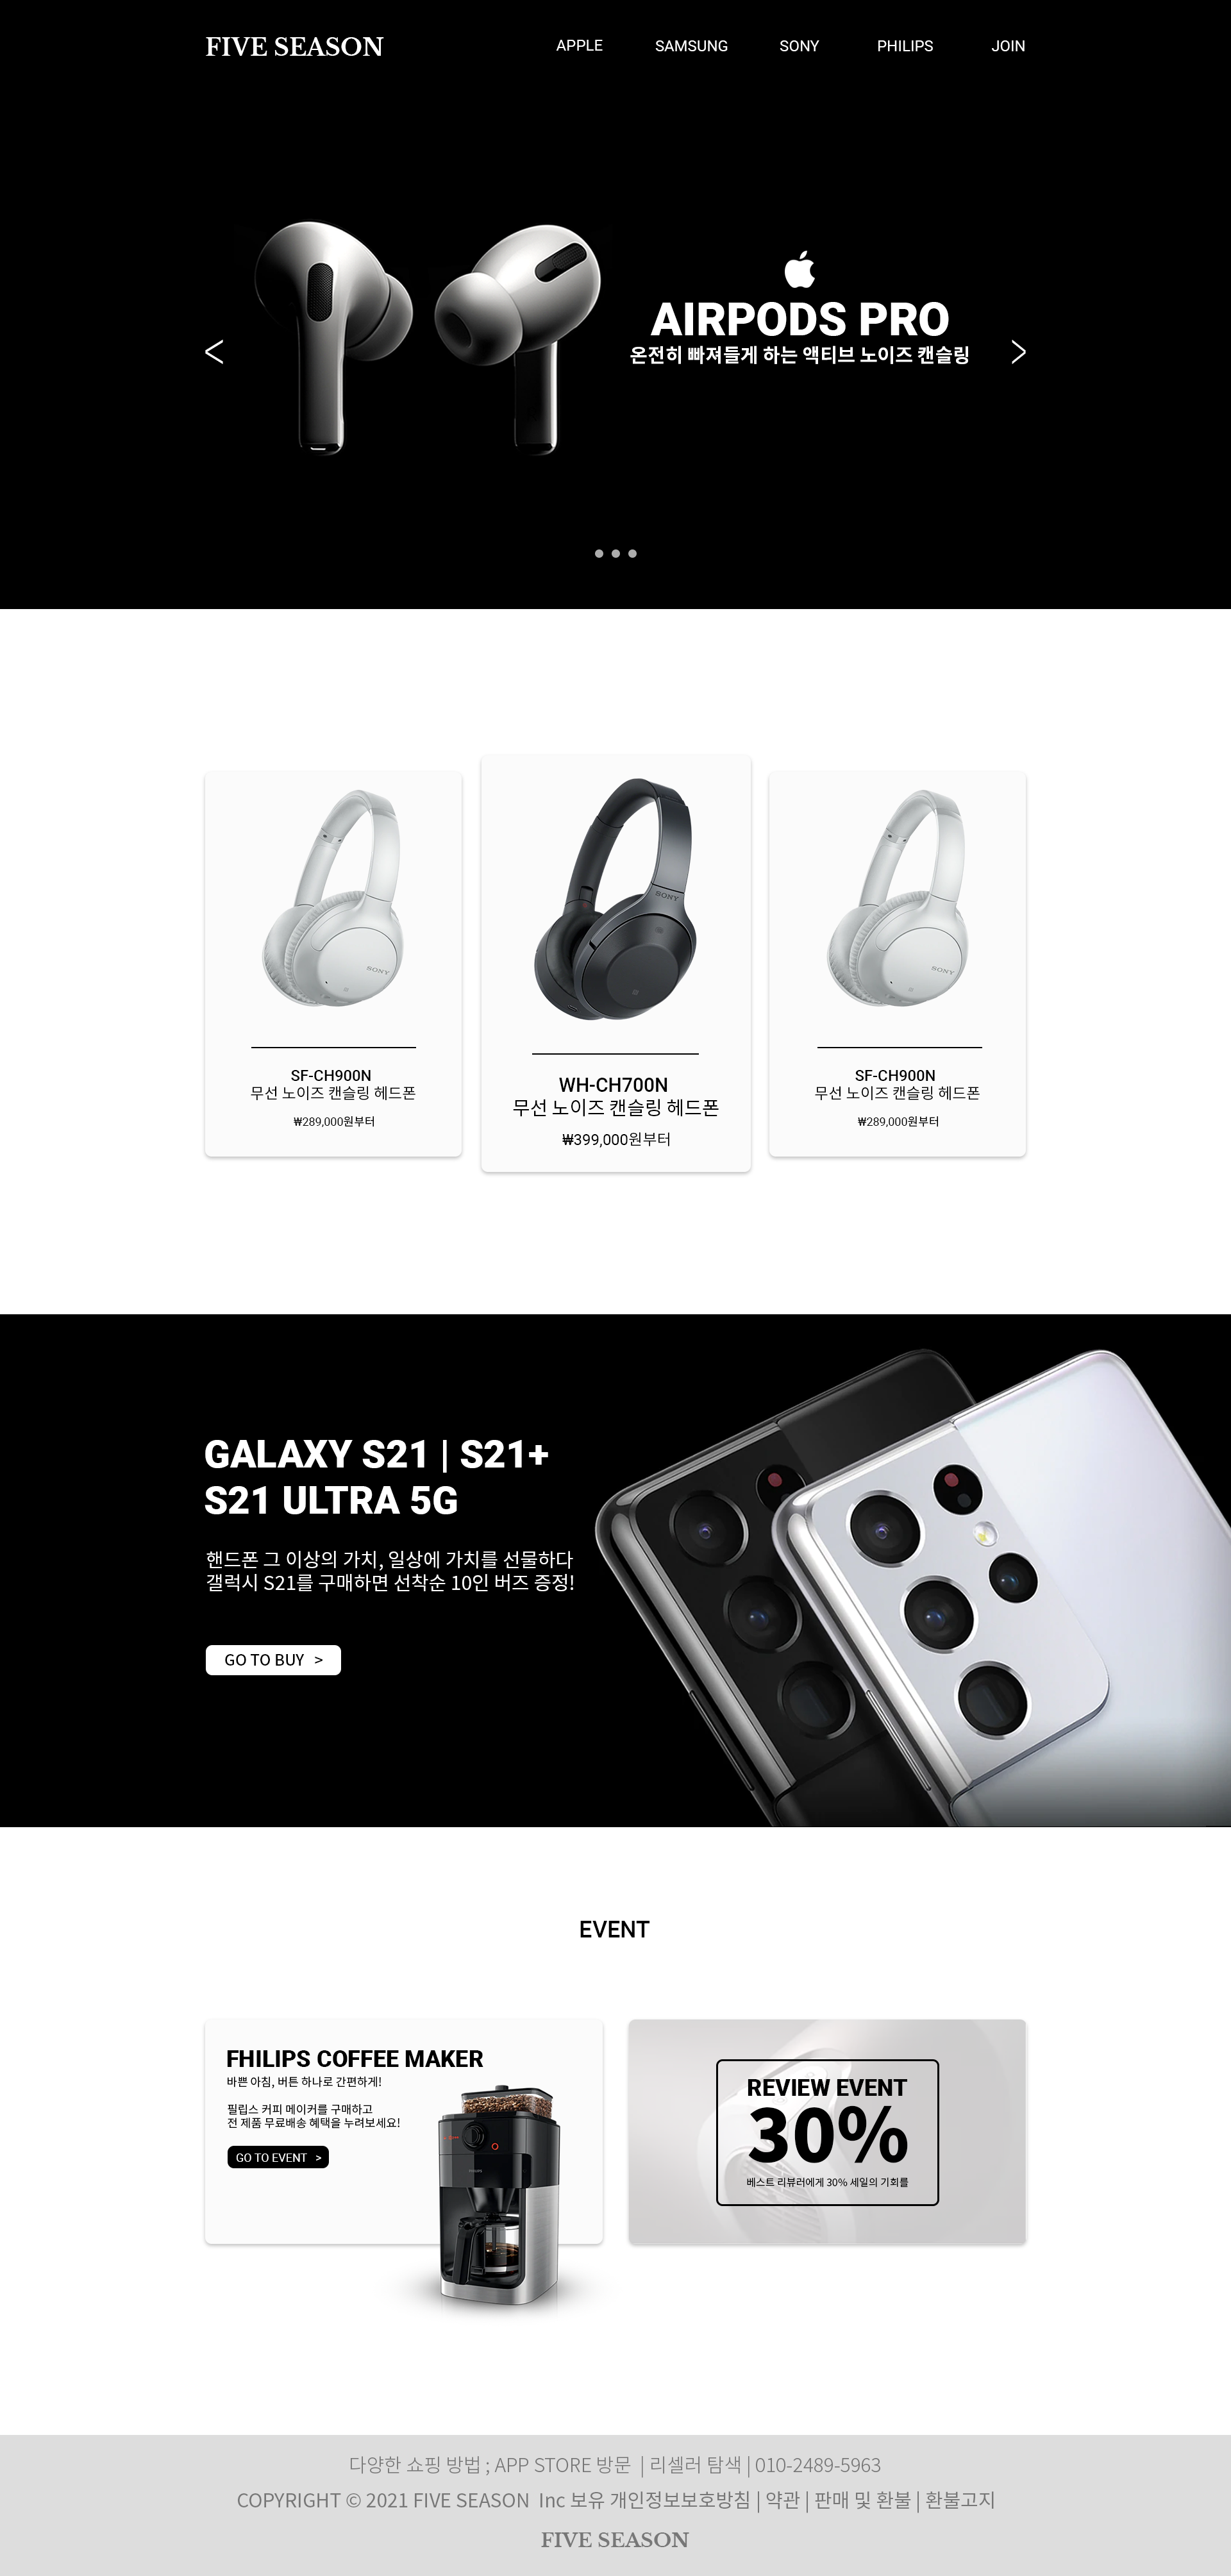 FIVE SEASON
APPLE SAMSUNG SONY PHILIPS JOIN
AIRPODS PRO
온전히 빠져들게 하는 액티브 노이즈 캔슬링
< >
SONY
SONY
SONY
SF-CH900N
무선 노이즈 캔슬링 헤드폰
₩289,000원부터
WH-CH700N
무선 노이즈 캔슬링 헤드폰
₩399,000원부터
SF-CH900N
무선 노이즈 캔슬링 헤드폰
₩289,000원부터
GALAXY S21 | S21+
S21 ULTRA 5G
핸드폰 그 이상의 가치, 일상에 가치를 선물하다
갤럭시 S21를 구매하면 선착순 10인 버즈 증정!
GO TO BUY >
EVENT
FHILIPS COFFEE MAKER
바쁜 아침, 버튼 하나로 간편하게!
필립스 커피 메이커를 구매하고
전 제품 무료배송 혜택을 누려보세요!
GO TO EVENT >
REVIEW EVENT
30%
베스트 리뷰러에게 30% 세일의 기회를
다양한 쇼핑 방법 ; APP STORE 방문 | 리셀러 탐색 | 010-2489-5963
COPYRIGHT © 2021 FIVE SEASON Inc 보유 개인정보보호방침 | 약관 | 판매 및 환불 | 환불고지
FIVE SEASON